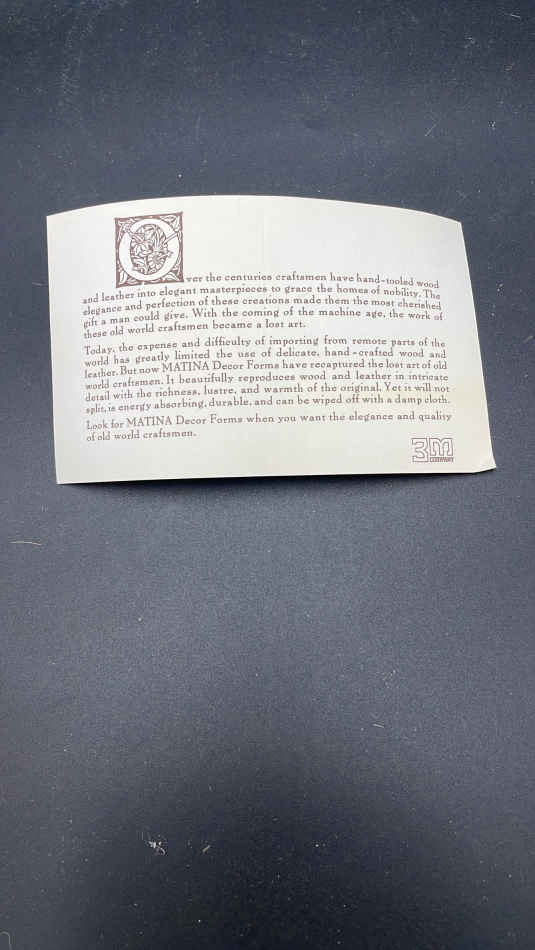 Over the centuries craftsmen have hand-tooled wood
and leather into elegant masterpieces to grace the homes of nobility. The
elegance and perfection of these creations made them the most cherished
gift a man could give. With the coming of the machine age, the work of
these old world craftsmen became a lost art.
Today, the expense and difficulty of importing from remote parts of the
world has greatly limited the use of delicate, hand-crafted wood and
leather. But now MATINA Decor Forms have recaptured the lost art of old
world craftsmen. It beautifully reproduces wood and leather in intricate
detail with the richness, lustre, and warmth of the original. Yet it will not
split, is energy absorbing, durable, and can be wiped off with a damp cloth.
Look for MATINA Decor Forms when you want the elegance and quality
of old world craftsmen.
3M
COMPANY